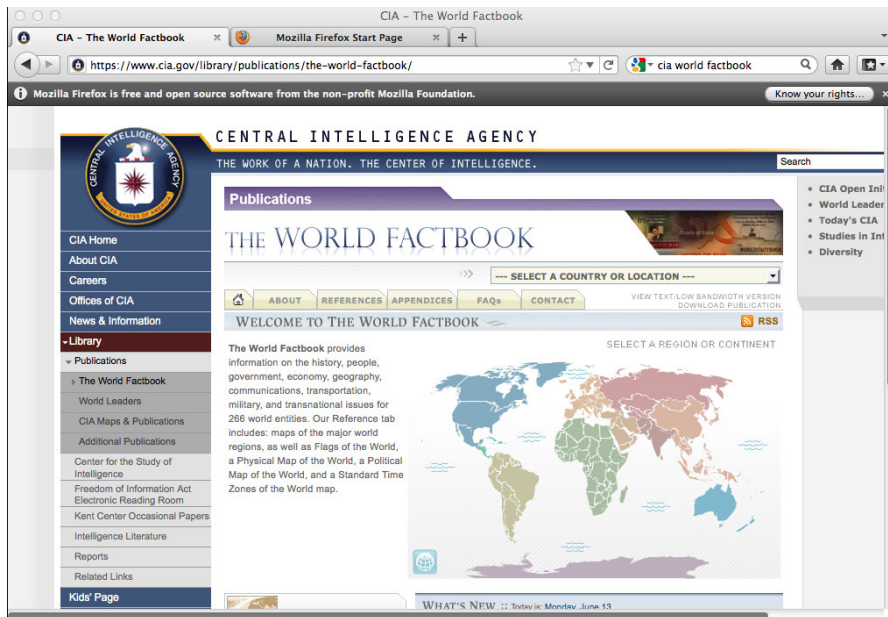 CIA – The World Factbook
CIA – The World Factbook
Mozilla Firefox Start Page
https://www.cia.gov/library/publications/the-world-factbook/
cia world factbook
Mozilla Firefox is free and open source software from the non-profit Mozilla Foundation.
Know your rights...
CENTRAL INTELLIGENCE AGENCY
UNITED STATES OF AMERICA
CENTRAL INTELLIGENCE AGENCY
THE WORK OF A NATION. THE CENTER OF INTELLIGENCE.
Search
CIA Home
About CIA
Careers
Offices of CIA
News & Information
Library
Publications
The World Factbook
World Leaders
CIA Maps & Publications
Additional Publications
Center for the Study of
Intelligence
Freedom of Information Act
Electronic Reading Room
Kent Center Occasional Papers
Intelligence Literature
Reports
Related Links
Kids' Page
Publications
THE WORLD FACTBOOK
--- SELECT A COUNTRY OR LOCATION ---
ABOUT
REFERENCES
APPENDICES
FAQs
CONTACT
VIEW TEXT/LOW BANDWIDTH VERSION
DOWNLOAD PUBLICATION
WELCOME TO THE WORLD FACTBOOK
RSS
The World Factbook provides
information on the history, people,
government, economy, geography,
communications, transportation,
military, and transnational issues for
266 world entities. Our Reference tab
includes: maps of the major world
regions, as well as Flags of the World,
a Physical Map of the World, a Political
Map of the World, and a Standard Time
Zones of the World map.
SELECT A REGION OR CONTINENT
WHAT'S NEW :: Today is: Monday, June 13
CIA Open Ini
World Leader
Today's CIA
Studies in Int
Diversity